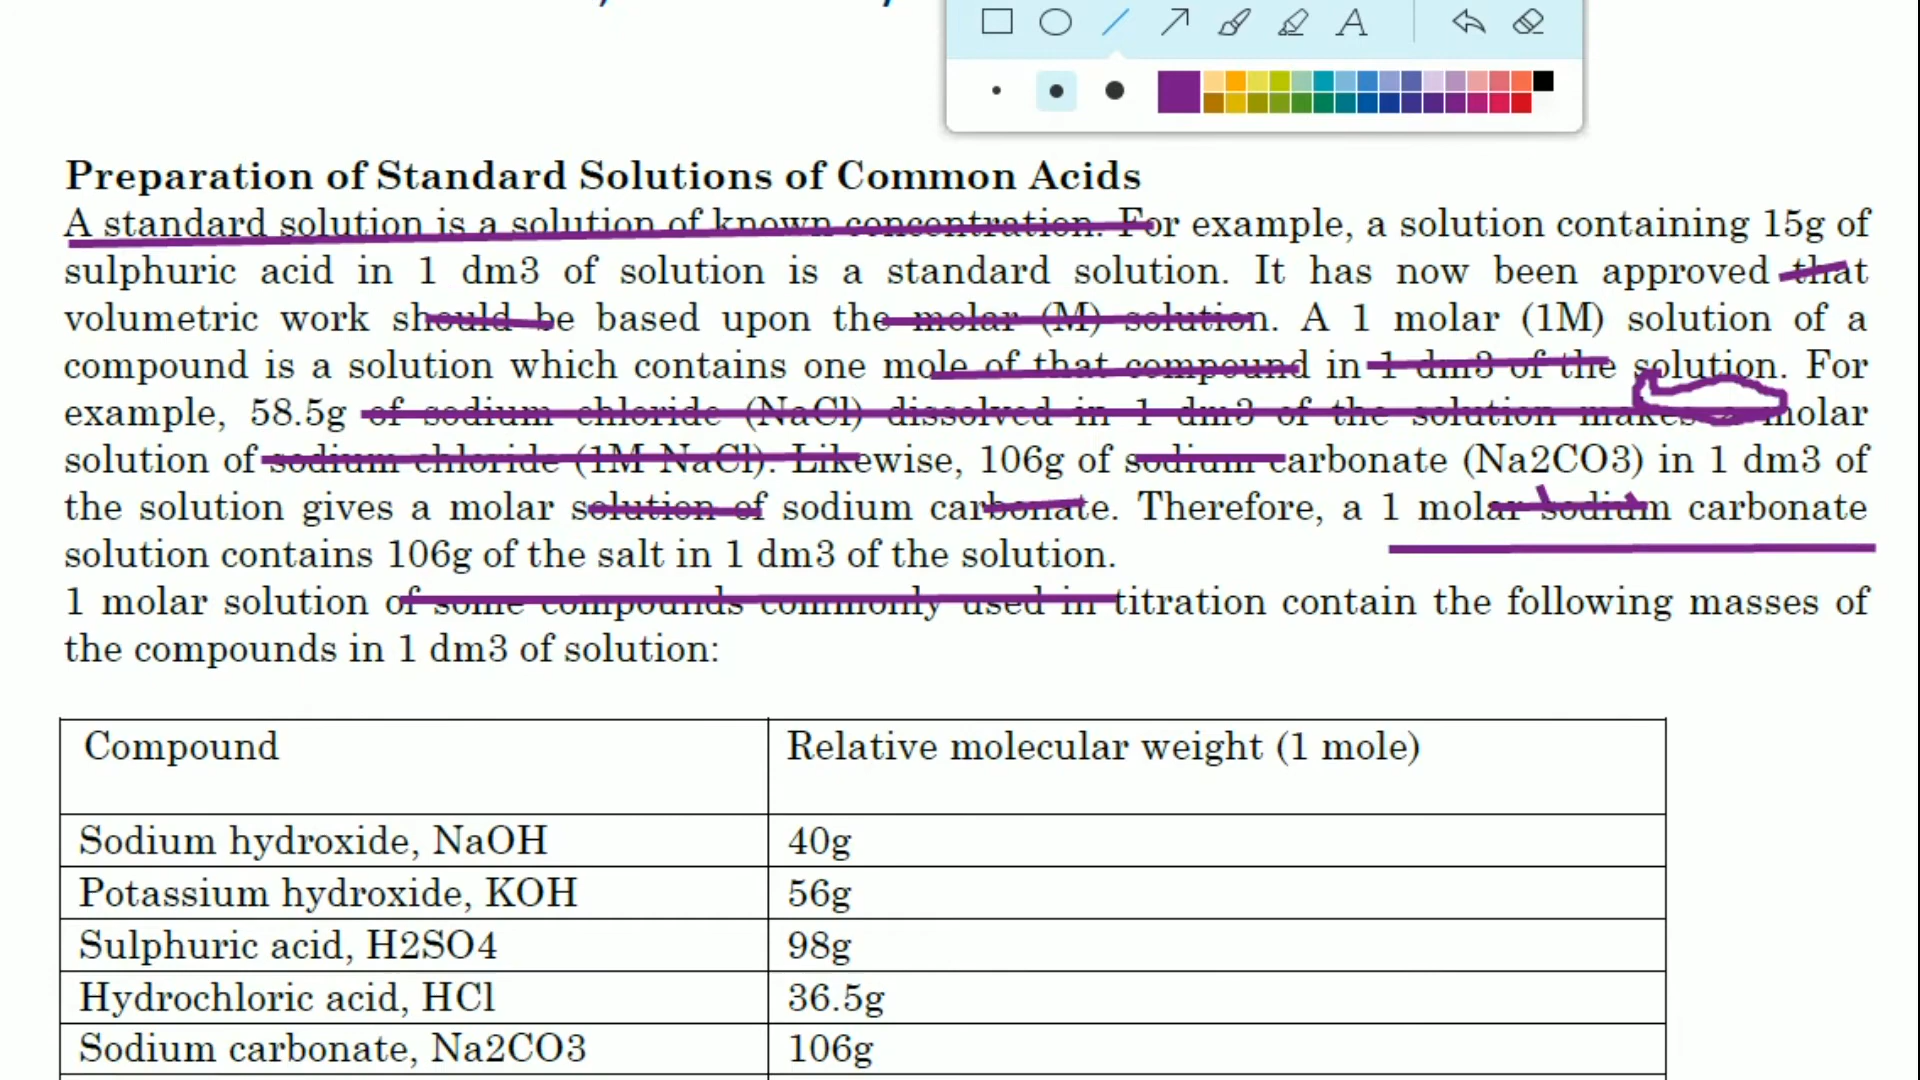 Preparation of Standard Solutions of Common Acids
A standard solution is a solution of known concentration. For example, a solution containing 15g of
sulphuric acid in 1 dm3 of solution is a standard solution. It has now been approved that
volumetric work should be based upon the molar (M) solution. A 1 molar (1M) solution of a
compound is a solution which contains one mole of that compound in 1 dm3 of the solution. For
example, 58.5g of sodium chloride (NaCl) dissolved in 1 dm3 of the solution makes a molar
solution of sodium chloride (1M NaCl). Likewise, 106g of sodium carbonate (Na2CO3) in 1 dm3 of
the solution gives a molar solution of sodium carbonate. Therefore, a 1 molar sodium carbonate
solution contains 106g of the salt in 1 dm3 of the solution.
1 molar solution of some compounds commonly used in titration contain the following masses of
the compounds in 1 dm3 of solution:
Compound Relative molecular weight (1 mole)
Sodium hydroxide, NaOH 40g
Potassium hydroxide, KOH 56g
Sulphuric acid, H2SO4 98g
Hydrochloric acid, HCl 36.5g
Sodium carbonate, Na2CO3 106g